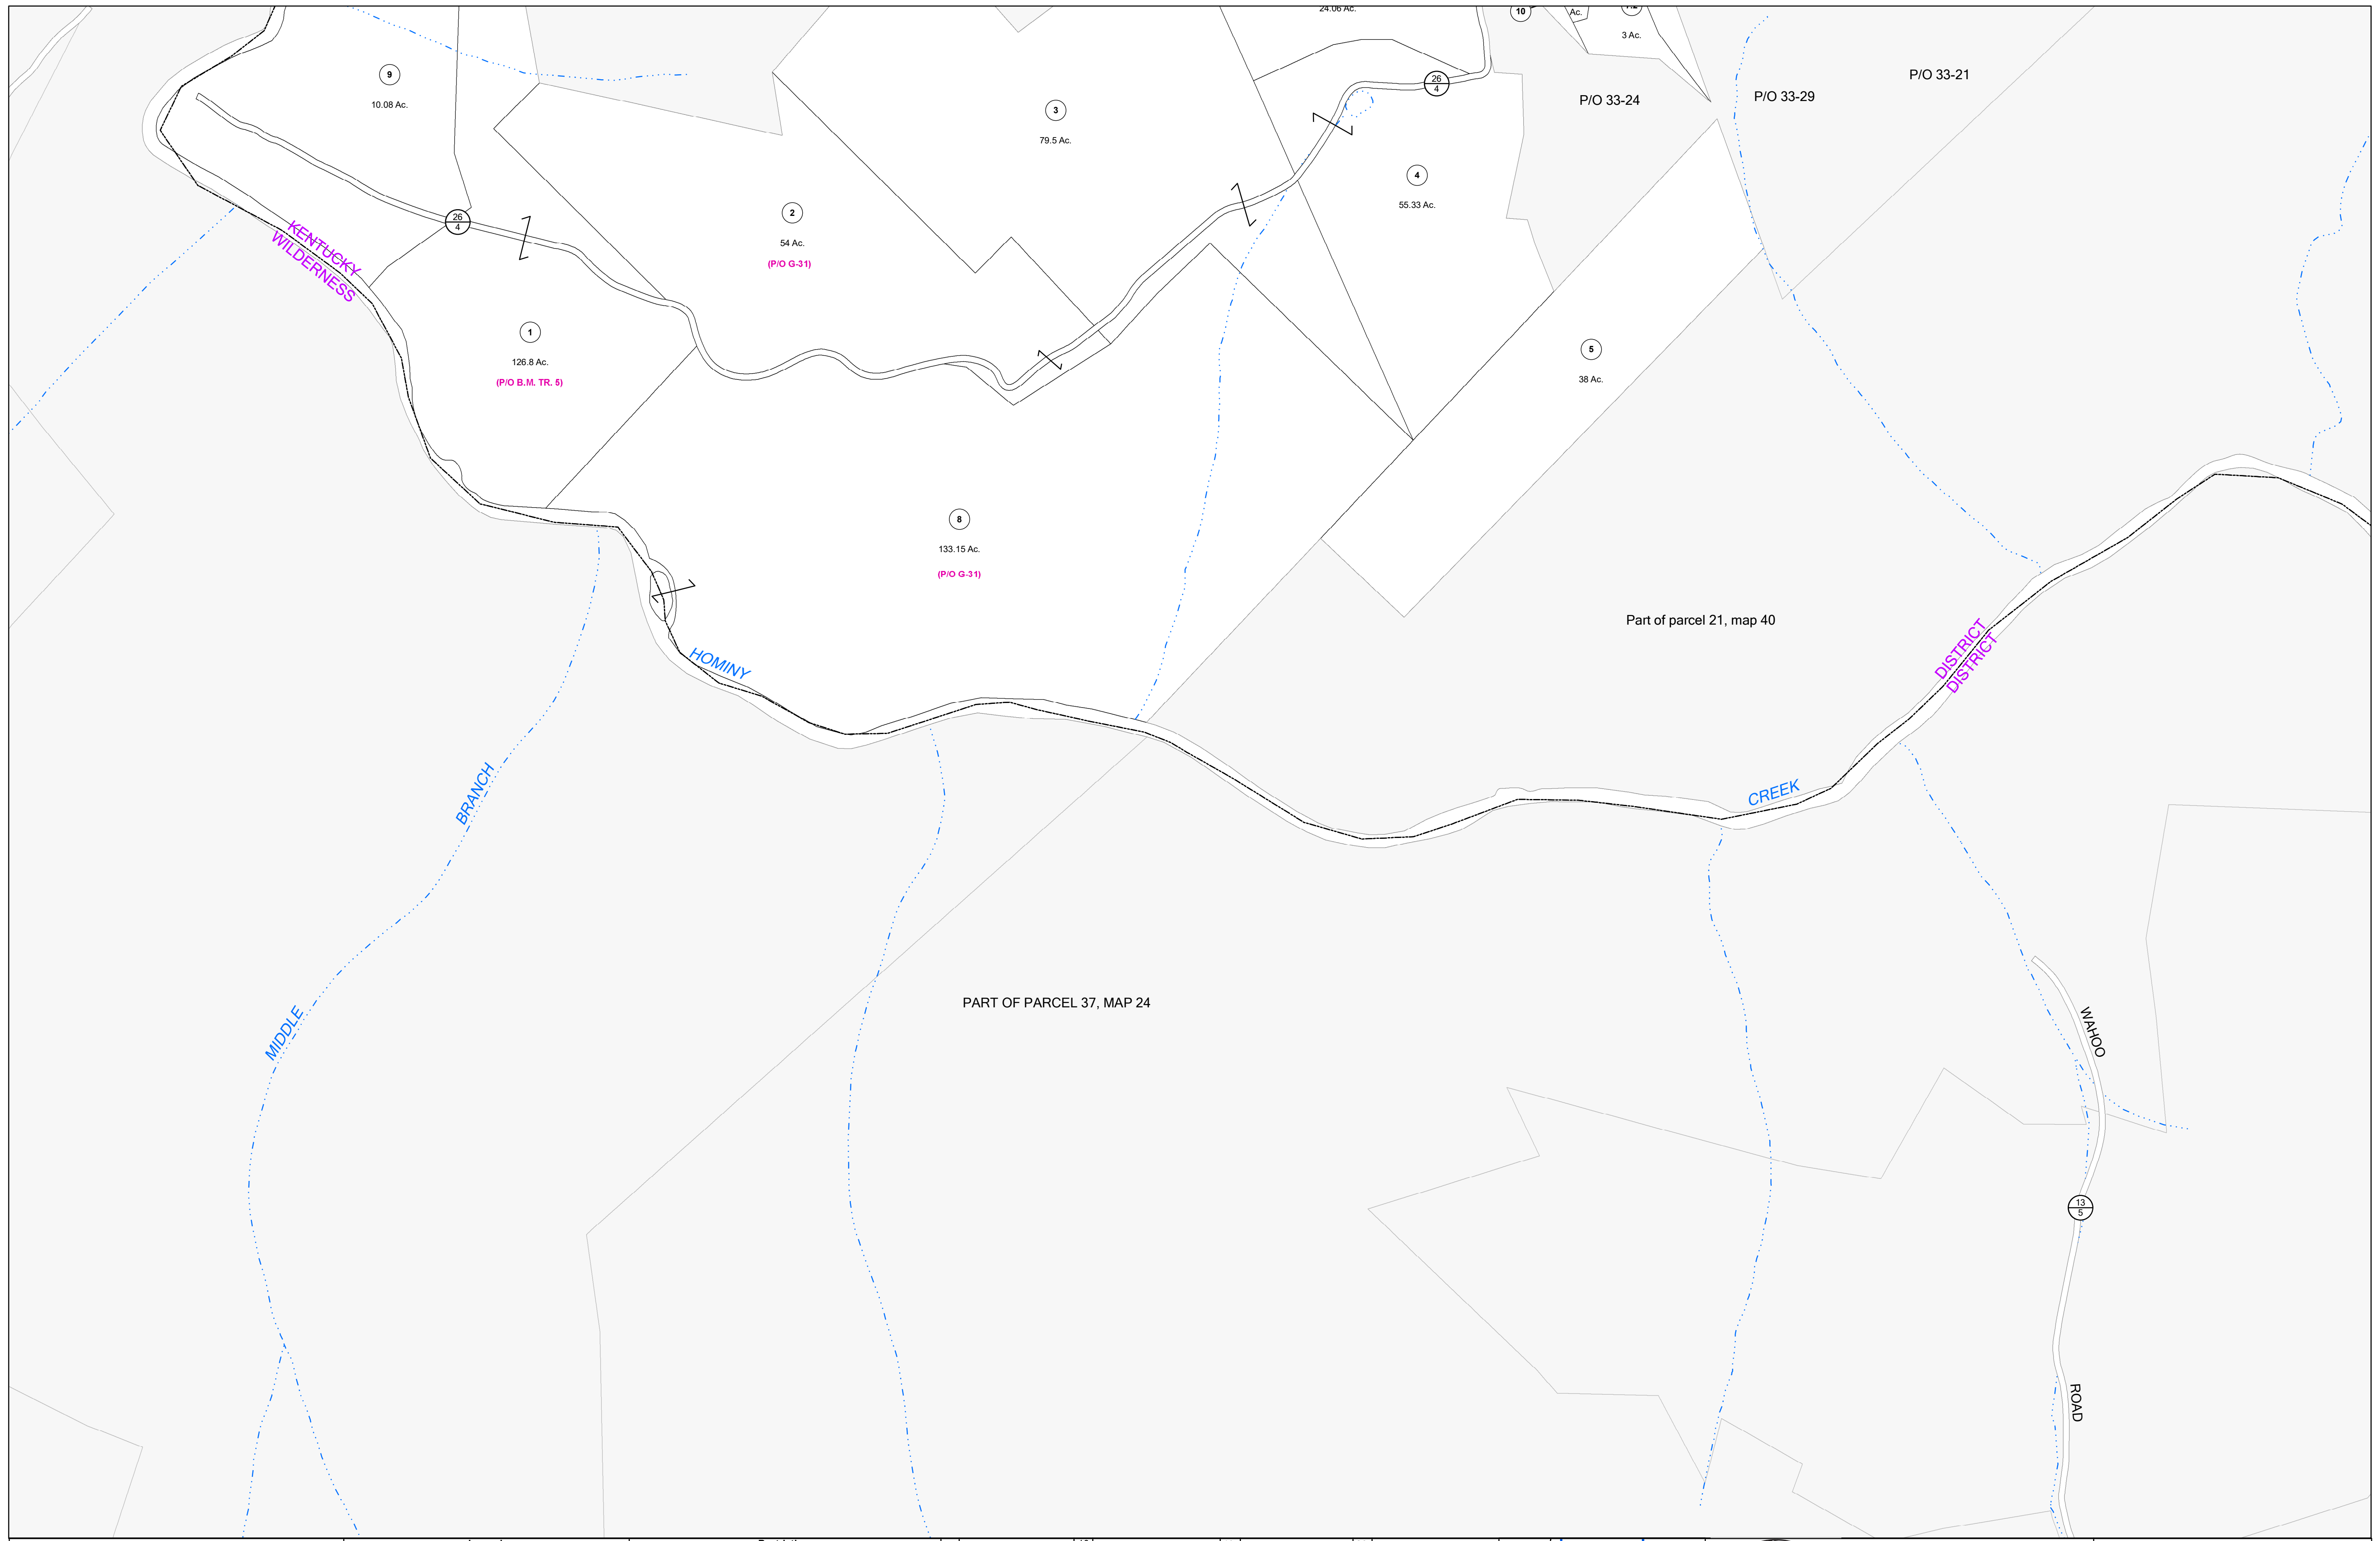 24.06 Ac.
10
Ac.
3 Ac.
9
10.08 Ac.
3
79.5 Ac.
26
4
P/O 33-24
P/O 33-29
P/O 33-21
4
55.33 Ac.
26
4
2
54 Ac.
(P/O G-31)
KENTUCKY
WILDERNESS
1
126.8 Ac.
(P/O B.M. TR. 5)
5
38 Ac.
8
133.15 Ac.
(P/O G-31)
Part of parcel 21, map 40
DISTRICT
DISTRICT
HOMINY
CREEK
BRANCH
MIDDLE
PART OF PARCEL 37, MAP 24
WAHOO
13
5
ROAD